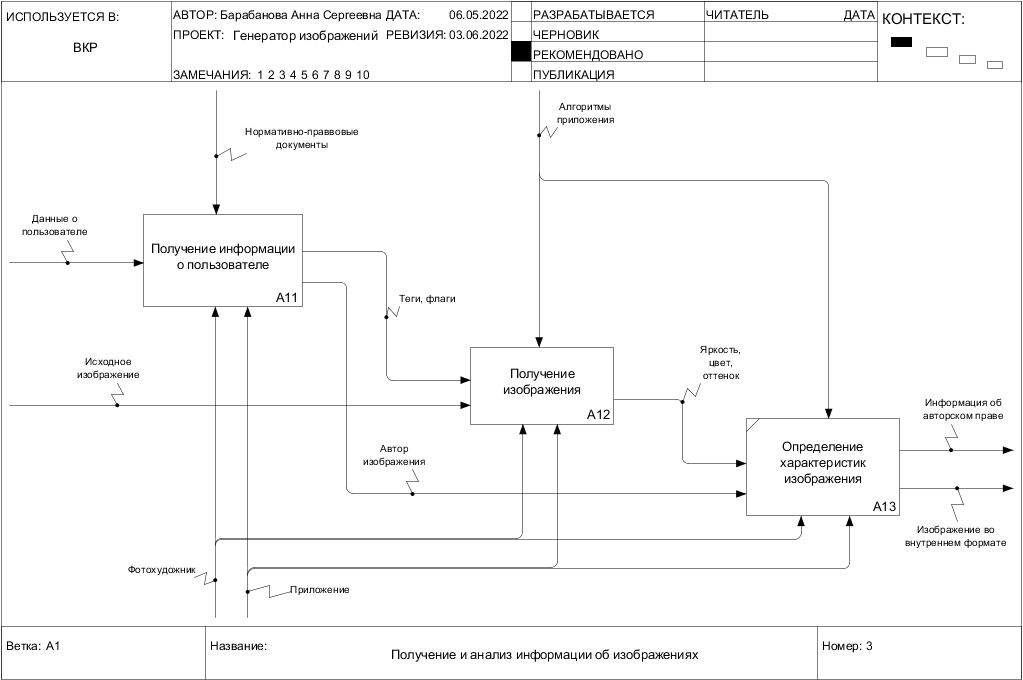 ИСПОЛЬЗУЕТСЯ В:
ВКР
АВТОР: Барабанова Анна Сергеевна ДАТА: 06.05.2022
ПРОЕКТ: Генератор изображений РЕВИЗИЯ: 03.06.2022
ЗАМЕЧАНИЯ: 1 2 3 4 5 6 7 8 9 10
РАЗРАБАТЫВАЕТСЯ
ЧЕРНОВИК
РЕКОМЕНДОВАНО
ПУБЛИКАЦИЯ
ЧИТАТЕЛЬ ДАТА
КОНТЕКСТ:
Алгоритмы
приложения
Нормативно-праввовые
документы
Данные о
пользователе
Получение информации
о пользователе
A11
Теги, флаги
Исходное
изображение
Получение
изображения
A12
Яркость,
цвет,
оттенок
Информация об
авторском праве
Автор
изображения
Определение
характеристик
изображения
A13
Изображение во
внутреннем формате
Фотохудожник
Приложение
Ветка: A1
Название:
Получение и анализ информации об изображениях
Номер: 3